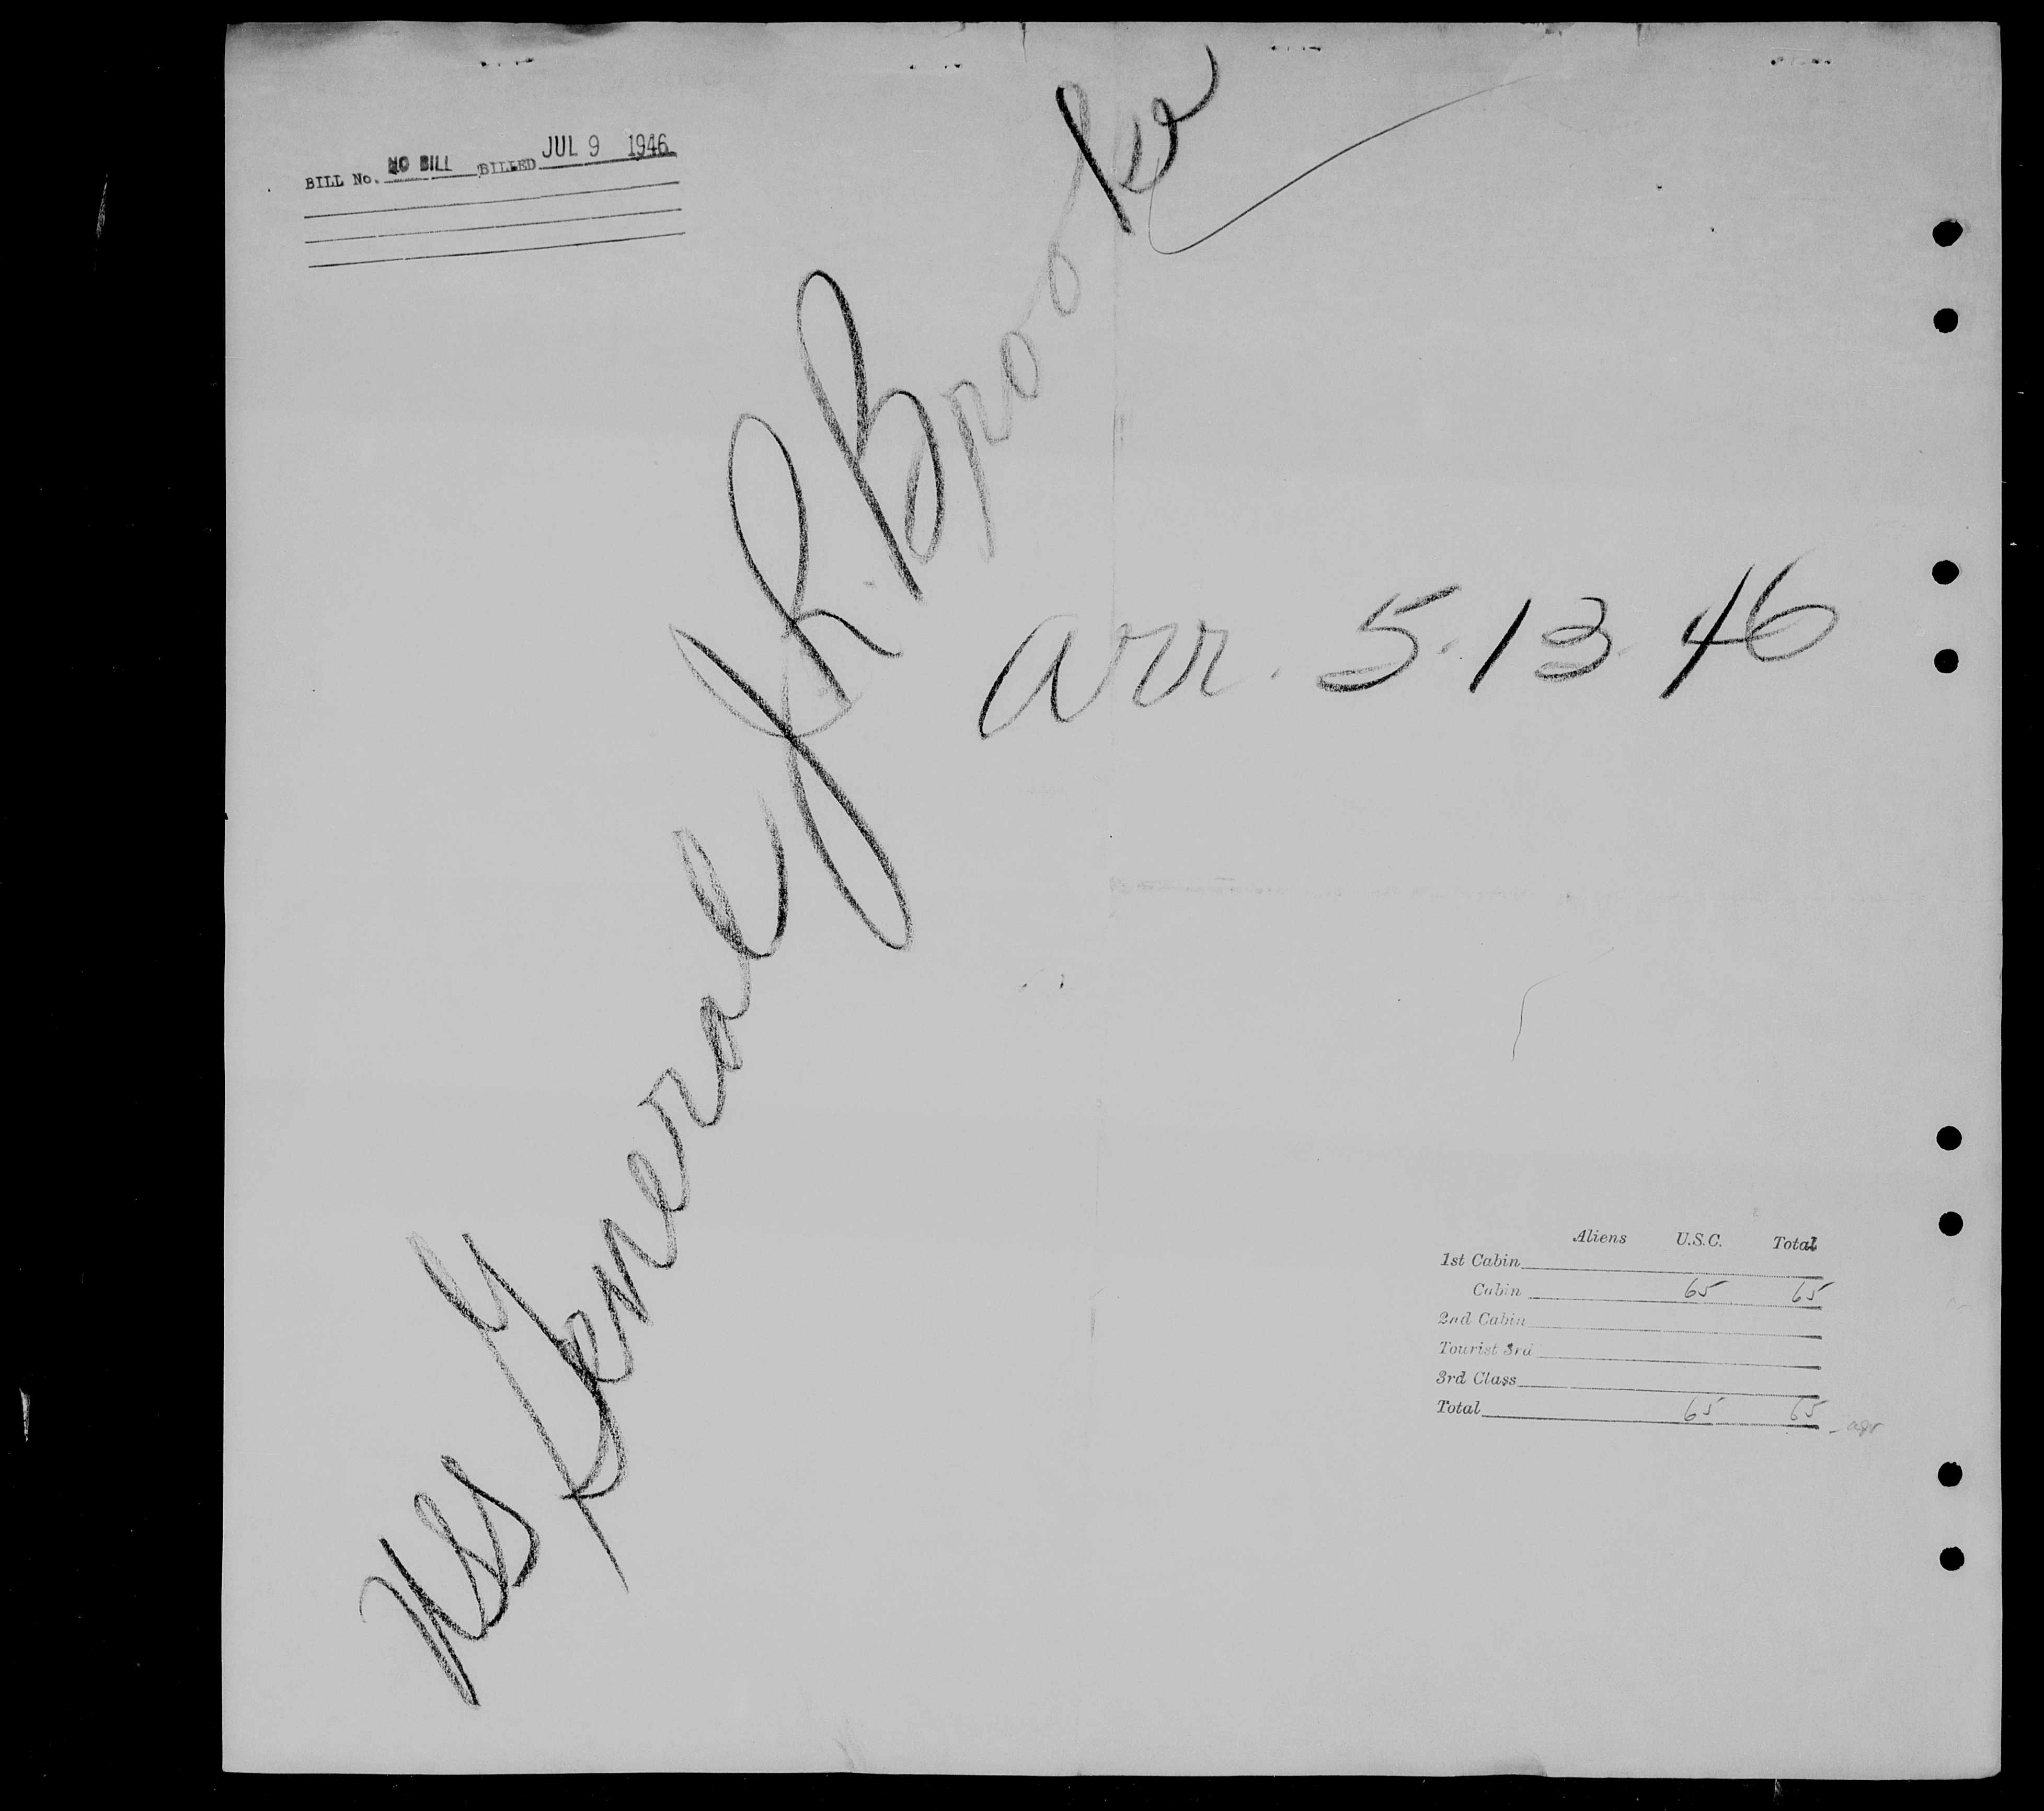 BILL No. NO BILL BILLED JUL 9 1946
USS General J.R. Brooke
arr. 5.13.46
Aliens U.S.C. Total
1st Cabin
Cabin 65 65
2nd Cabin
Tourist 3rd
3rd Class
Total 65 65